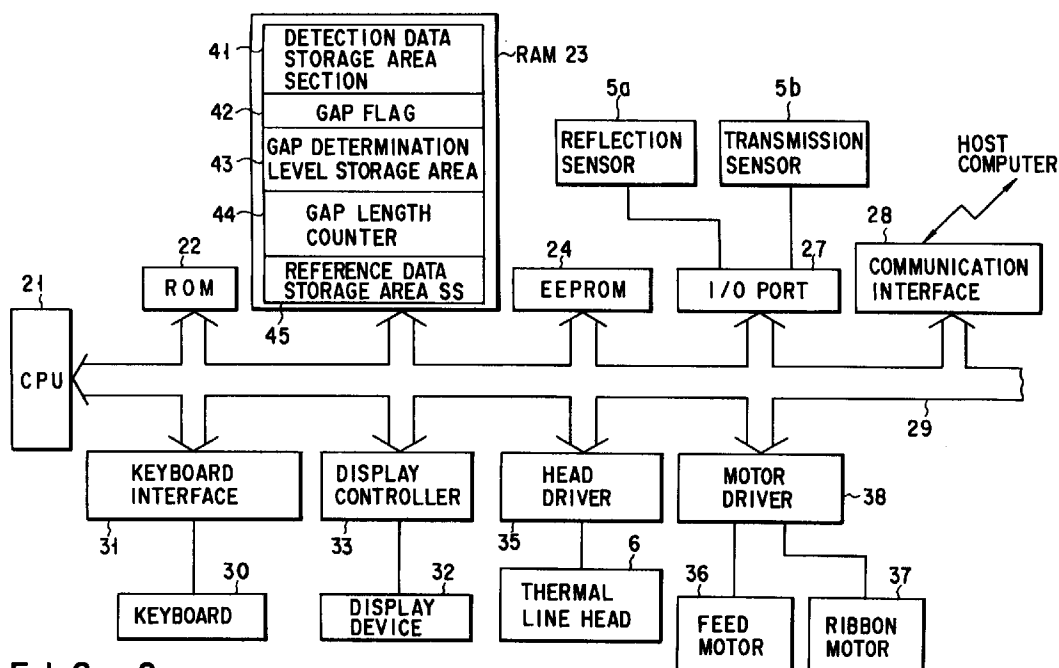 41
DETECTION DATA
STORAGE AREA
SECTION
RAM 23
42
GAP FLAG
43
GAP DETERMINATION
LEVEL STORAGE AREA
44
GAP LENGTH
COUNTER
REFERENCE DATA
STORAGE AREA SS
45
5a
REFLECTION
SENSOR
5b
TRANSMISSION
SENSOR
HOST
COMPUTER
21
CPU
22
ROM
24
EEPROM
27
I/O PORT
28
COMMUNICATION
INTERFACE
29
KEYBOARD
INTERFACE
31
DISPLAY
CONTROLLER
33
HEAD
DRIVER
35
MOTOR
DRIVER
38
30
KEYBOARD
32
DISPLAY
DEVICE
6
THERMAL
LINE HEAD
36
FEED
MOTOR
37
RIBBON
MOTOR